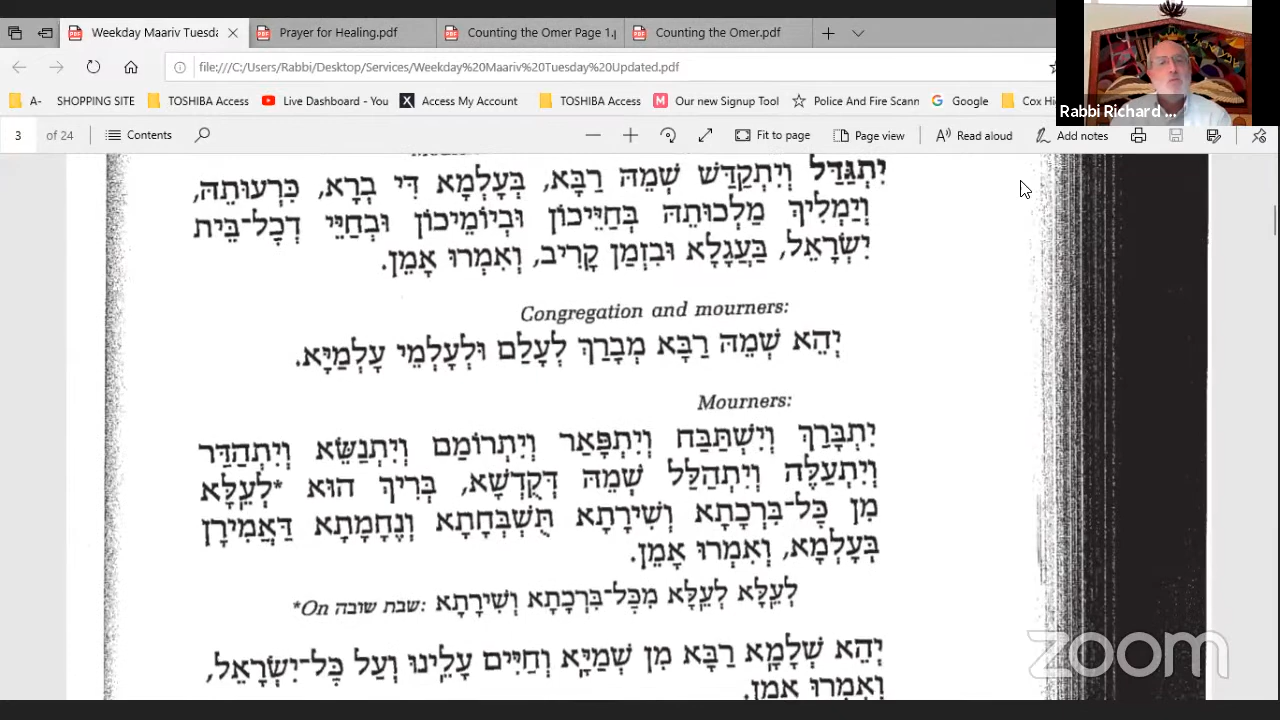 Weekday Maariv Tuesda
Prayer for Healing.pdf
Counting the Omer Page 1.p
Counting the Omer.pdf
file:///C:/Users/Rabbi/Desktop/Services/Weekday%20Maariv%20Tuesday%20Updated.pdf
A- SHOPPING SITE
TOSHIBA Access
Live Dashboard - You
Access My Account
TOSHIBA Access
Our new Signup Tool
Police And Fire Scann
Google
Cox Hi
Rabbi Richard ...
3 of 24
Contents
Fit to page
Page view
Read aloud
Add notes
יִתְגַּדַּל וְיִתְקַדַּשׁ שְׁמֵהּ רַבָּא, בְּעָלְמָא דִּי בְרָא, כִּרְעוּתֵהּ,
וְיַמְלִיךְ מַלְכוּתֵהּ בְּחַיֵּיכוֹן וּבְיוֹמֵיכוֹן וּבְחַיֵּי דְכָל־בֵּית
יִשְׂרָאֵל, בַּעֲגָלָא וּבִזְמַן קָרִיב, וְאִמְרוּ אָמֵן.
Congregation and mourners:
יְהֵא שְׁמֵהּ רַבָּא מְבָרַךְ לְעָלַם וּלְעָלְמֵי עָלְמַיָּא.
Mourners:
יִתְבָּרַךְ וְיִשְׁתַּבַּח וְיִתְפָּאַר וְיִתְרוֹמַם וְיִתְנַשֵּׂא וְיִתְהַדַּר
וְיִתְעַלֶּה וְיִתְהַלַּל שְׁמֵהּ דְּקֻדְשָׁא, בְּרִיךְ הוּא *לְעֵלָּא
מִן כָּל־בִּרְכָתָא וְשִׁירָתָא תֻּשְׁבְּחָתָא וְנֶחָמָתָא דַּאֲמִירָן
בְּעָלְמָא, וְאִמְרוּ אָמֵן.
*On שבת שובה: לְעֵלָּא לְעֵלָּא מִכָּל־בִּרְכָתָא וְשִׁירָתָא
יְהֵא שְׁלָמָא רַבָּא מִן שְׁמַיָּא וְחַיִּים עָלֵינוּ וְעַל כָּל־יִשְׂרָאֵל,
וְאִמְרוּ אָמֵן.
zoom